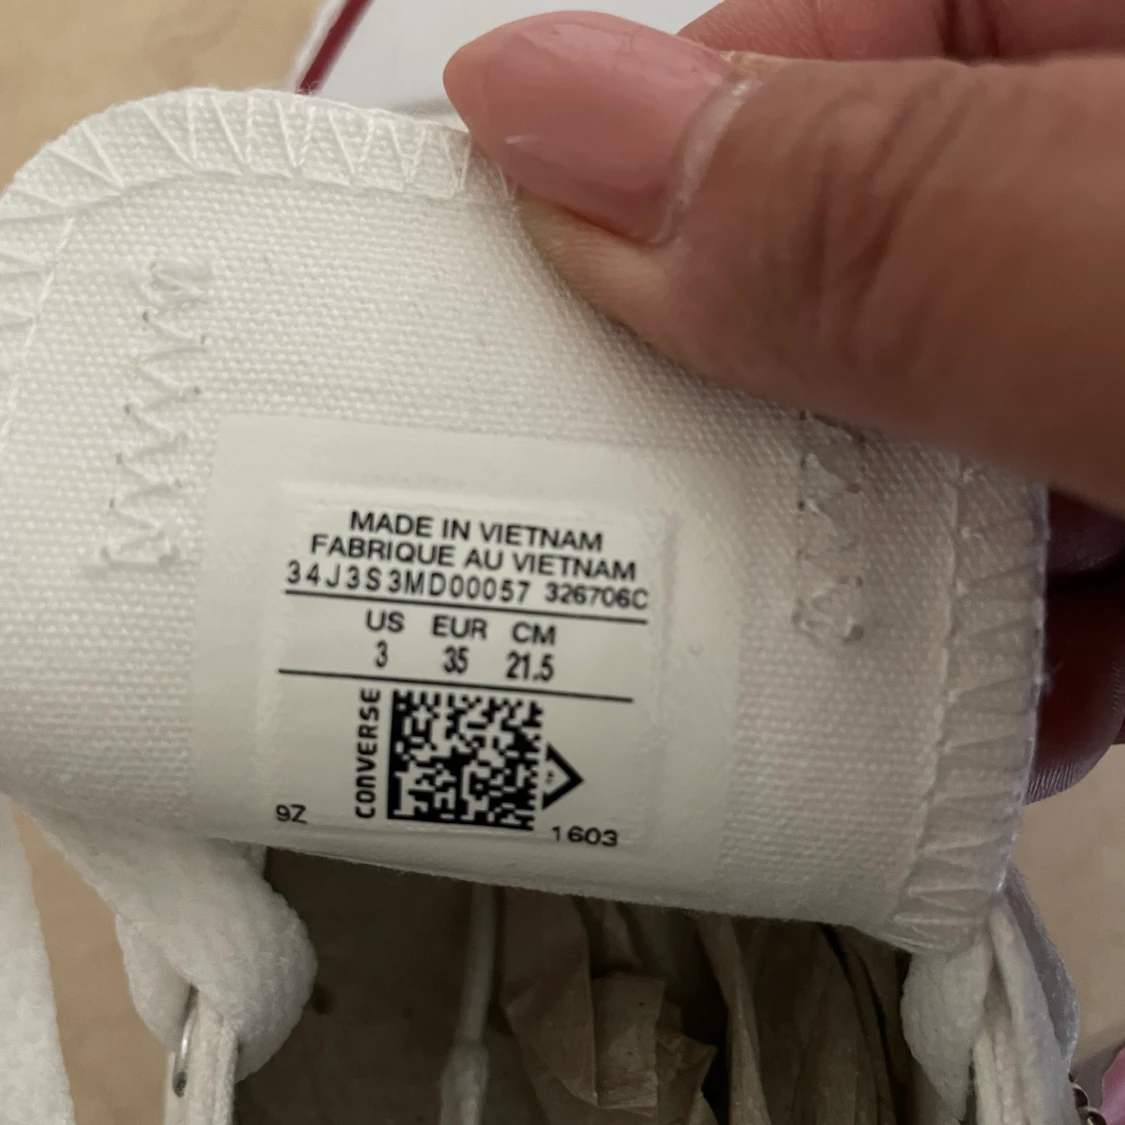 MADE IN VIETNAM
FABRIQUE AU VIETNAM
34J3S3MD00057 326706C
US EUR CM
3 35 21.5
CONVERSE
9Z
1603